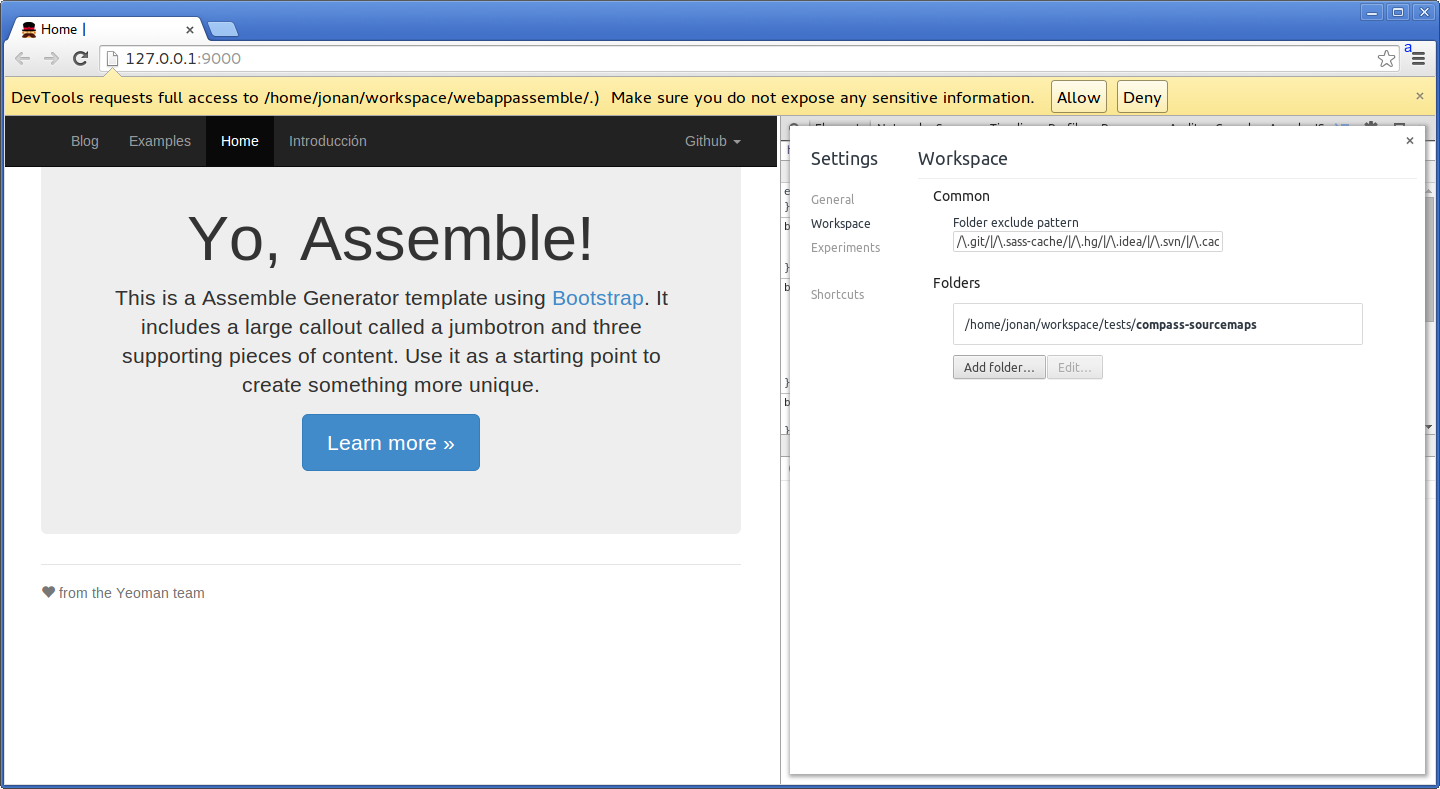 Home |
127.0.0.1:9000
a
DevTools requests full access to /home/jonan/workspace/webappassemble/.) Make sure you do not expose any sensitive information. Allow Deny
Blog Examples Home Introducción Github
Yo, Assemble!
This is a Assemble Generator template using Bootstrap. It
includes a large callout called a jumbotron and three
supporting pieces of content. Use it as a starting point to
create something more unique.
Learn more »
from the Yeoman team
Settings
General
Workspace
Experiments
Shortcuts
Workspace
Common
Folder exclude pattern
/\.git/|/\.sass-cache/|/\.hg/|/\.idea/|/\.svn/|/\.cac
Folders
/home/jonan/workspace/tests/compass-sourcemaps
Add folder... Edit...